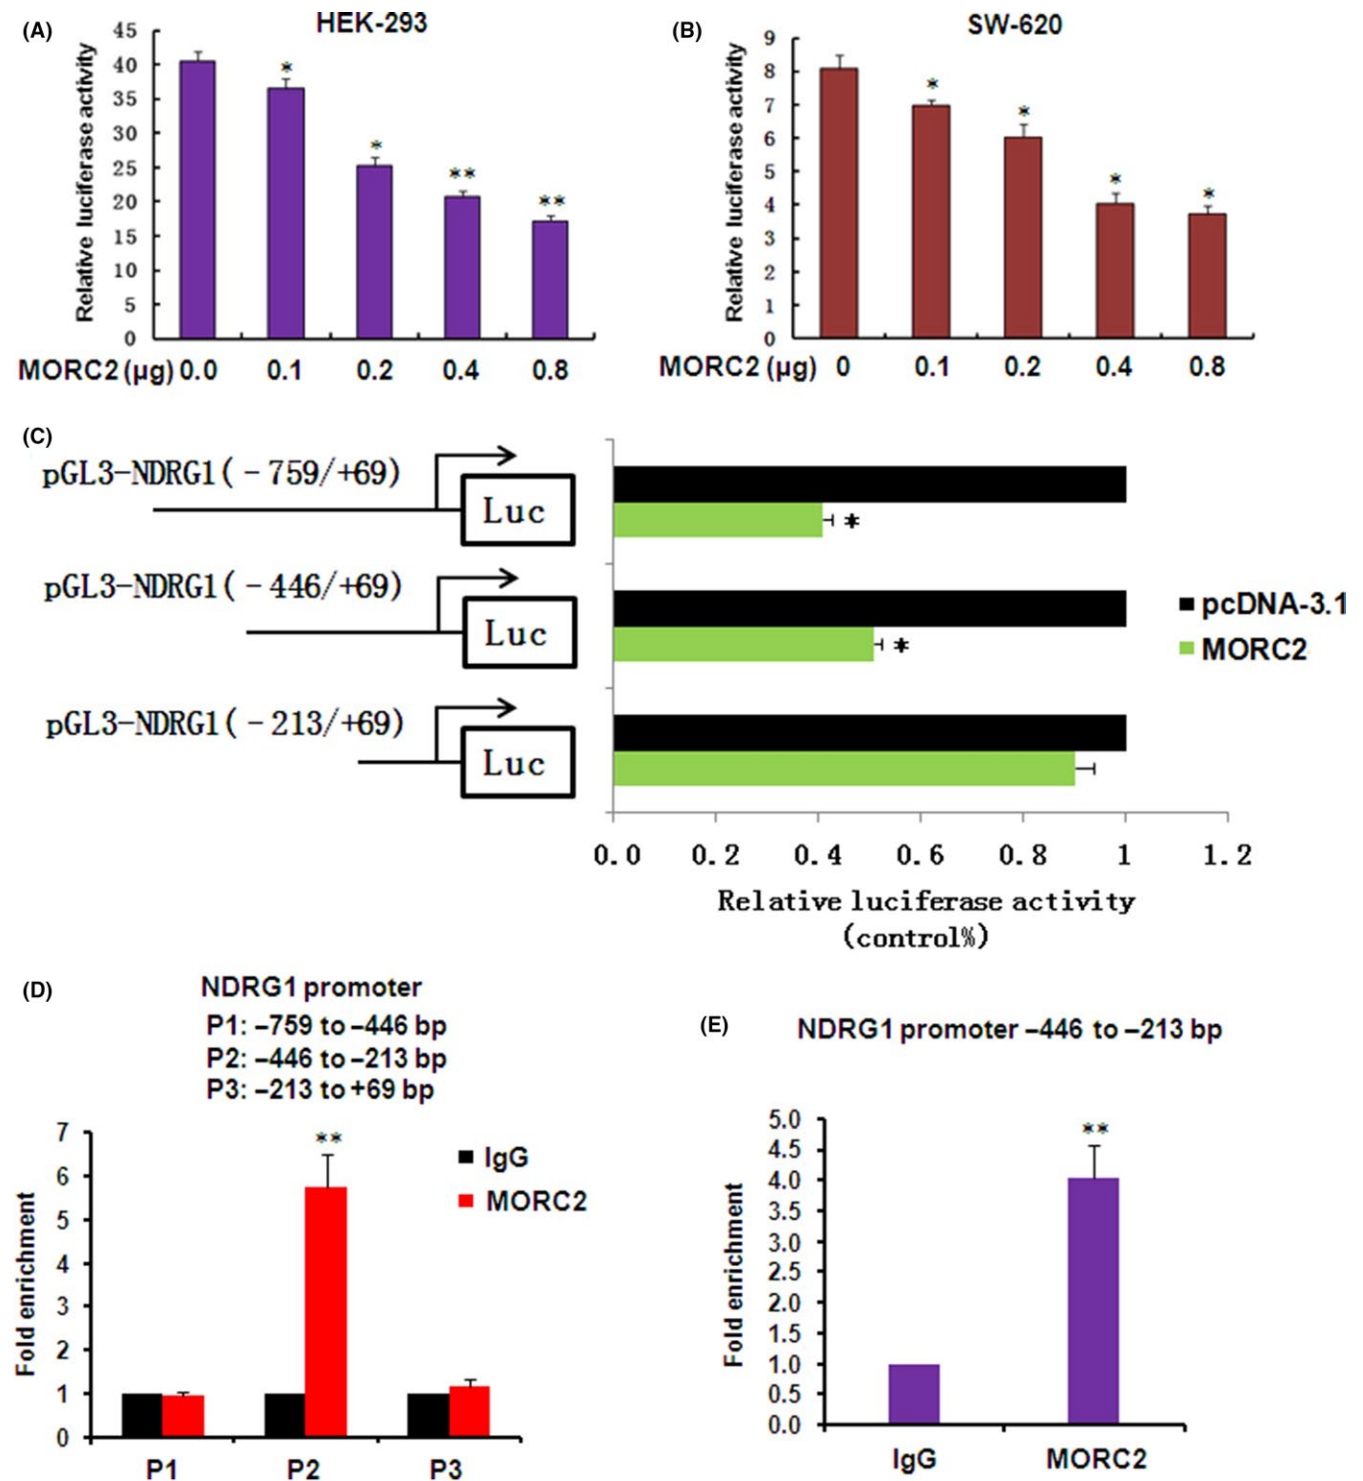 (A)
HEK-293
Relative luciferase activity
45
40
35
30
25
20
15
10
5
0
*
*
**
**
MORC2 (μg) 0.0 0.1 0.2 0.4 0.8
(B)
SW-620
Relative luciferase activity
9
8
7
6
5
4
3
2
1
0
*
*
*
*
MORC2 (μg) 0 0.1 0.2 0.4 0.8
(C)
pGL3-NDRG1(-759/+69)
Luc
*
pGL3-NDRG1(-446/+69)
Luc
*
pGL3-NDRG1(-213/+69)
Luc
pcDNA-3.1
MORC2
0.0 0.2 0.4 0.6 0.8 1 1.2
Relative luciferase activity
(control%)
(D)
NDRG1 promoter
P1: –759 to –446 bp
P2: –446 to –213 bp
P3: –213 to +69 bp
Fold enrichment
7
6
5
4
3
2
1
0
**
IgG
MORC2
P1 P2 P3
(E)
NDRG1 promoter –446 to –213 bp
Fold enrichment
5.0
4.5
4.0
3.5
3.0
2.5
2.0
1.5
1.0
0.5
0.0
**
IgG MORC2